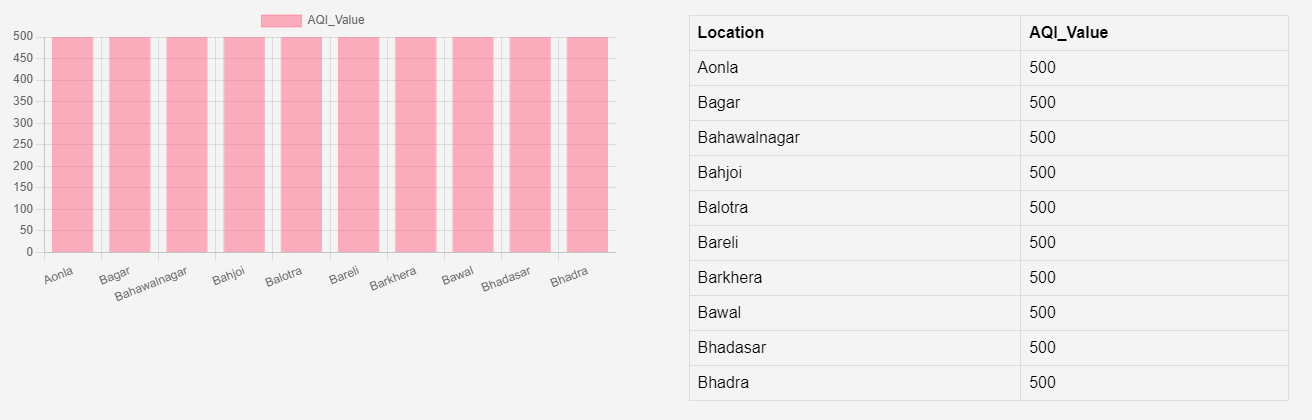 AQI_Value
500
450
400
350
300
250
200
150
100
50
0
Aonla Bagar Bahawalnagar Bahjoi Balotra Bareli Barkhera Bawal Bhadasar Bhadra
Location AQI_Value
Aonla 500
Bagar 500
Bahawalnagar 500
Bahjoi 500
Balotra 500
Bareli 500
Barkhera 500
Bawal 500
Bhadasar 500
Bhadra 500